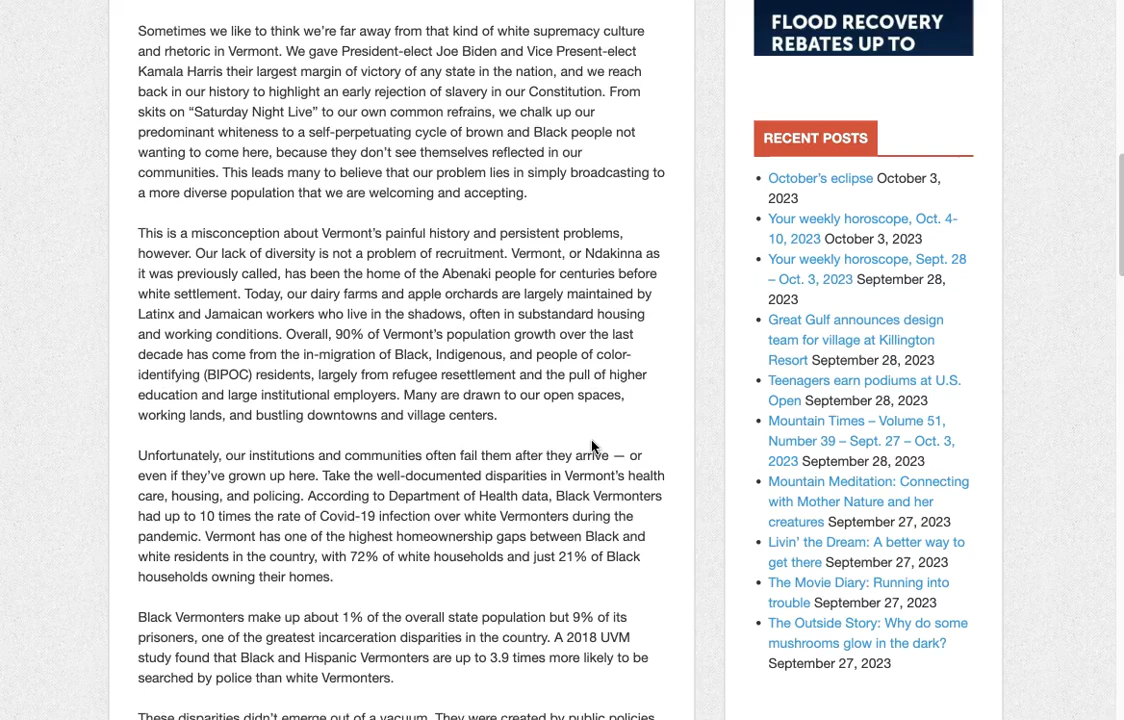 Sometimes we like to think we’re far away from that kind of white supremacy culture
and rhetoric in Vermont. We gave President-elect Joe Biden and Vice Present-elect
Kamala Harris their largest margin of victory of any state in the nation, and we reach
back in our history to highlight an early rejection of slavery in our Constitution. From
skits on “Saturday Night Live” to our own common refrains, we chalk up our
predominant whiteness to a self-perpetuating cycle of brown and Black people not
wanting to come here, because they don’t see themselves reflected in our
communities. This leads many to believe that our problem lies in simply broadcasting to
a more diverse population that we are welcoming and accepting.
This is a misconception about Vermont’s painful history and persistent problems,
however. Our lack of diversity is not a problem of recruitment. Vermont, or Ndakinna as
it was previously called, has been the home of the Abenaki people for centuries before
white settlement. Today, our dairy farms and apple orchards are largely maintained by
Latinx and Jamaican workers who live in the shadows, often in substandard housing
and working conditions. Overall, 90% of Vermont’s population growth over the last
decade has come from the in-migration of Black, Indigenous, and people of color-
identifying (BIPOC) residents, largely from refugee resettlement and the pull of higher
education and large institutional employers. Many are drawn to our open spaces,
working lands, and bustling downtowns and village centers.
Unfortunately, our institutions and communities often fail them after they arrive — or
even if they’ve grown up here. Take the well-documented disparities in Vermont’s health
care, housing, and policing. According to Department of Health data, Black Vermonters
had up to 10 times the rate of Covid-19 infection over white Vermonters during the
pandemic. Vermont has one of the highest homeownership gaps between Black and
white residents in the country, with 72% of white households and just 21% of Black
households owning their homes.
Black Vermonters make up about 1% of the overall state population but 9% of its
prisoners, one of the greatest incarceration disparities in the country. A 2018 UVM
study found that Black and Hispanic Vermonters are up to 3.9 times more likely to be
searched by police than white Vermonters.
These disparities didn’t emerge out of a vacuum. They were created by public policies
FLOOD RECOVERY
REBATES UP TO
RECENT POSTS
• October’s eclipse October 3,
2023
• Your weekly horoscope, Oct. 4-
10, 2023 October 3, 2023
• Your weekly horoscope, Sept. 28
– Oct. 3, 2023 September 28,
2023
• Great Gulf announces design
team for village at Killington
Resort September 28, 2023
• Teenagers earn podiums at U.S.
Open September 28, 2023
• Mountain Times – Volume 51,
Number 39 – Sept. 27 – Oct. 3,
2023 September 28, 2023
• Mountain Meditation: Connecting
with Mother Nature and her
creatures September 27, 2023
• Livin’ the Dream: A better way to
get there September 27, 2023
• The Movie Diary: Running into
trouble September 27, 2023
• The Outside Story: Why do some
mushrooms glow in the dark?
September 27, 2023